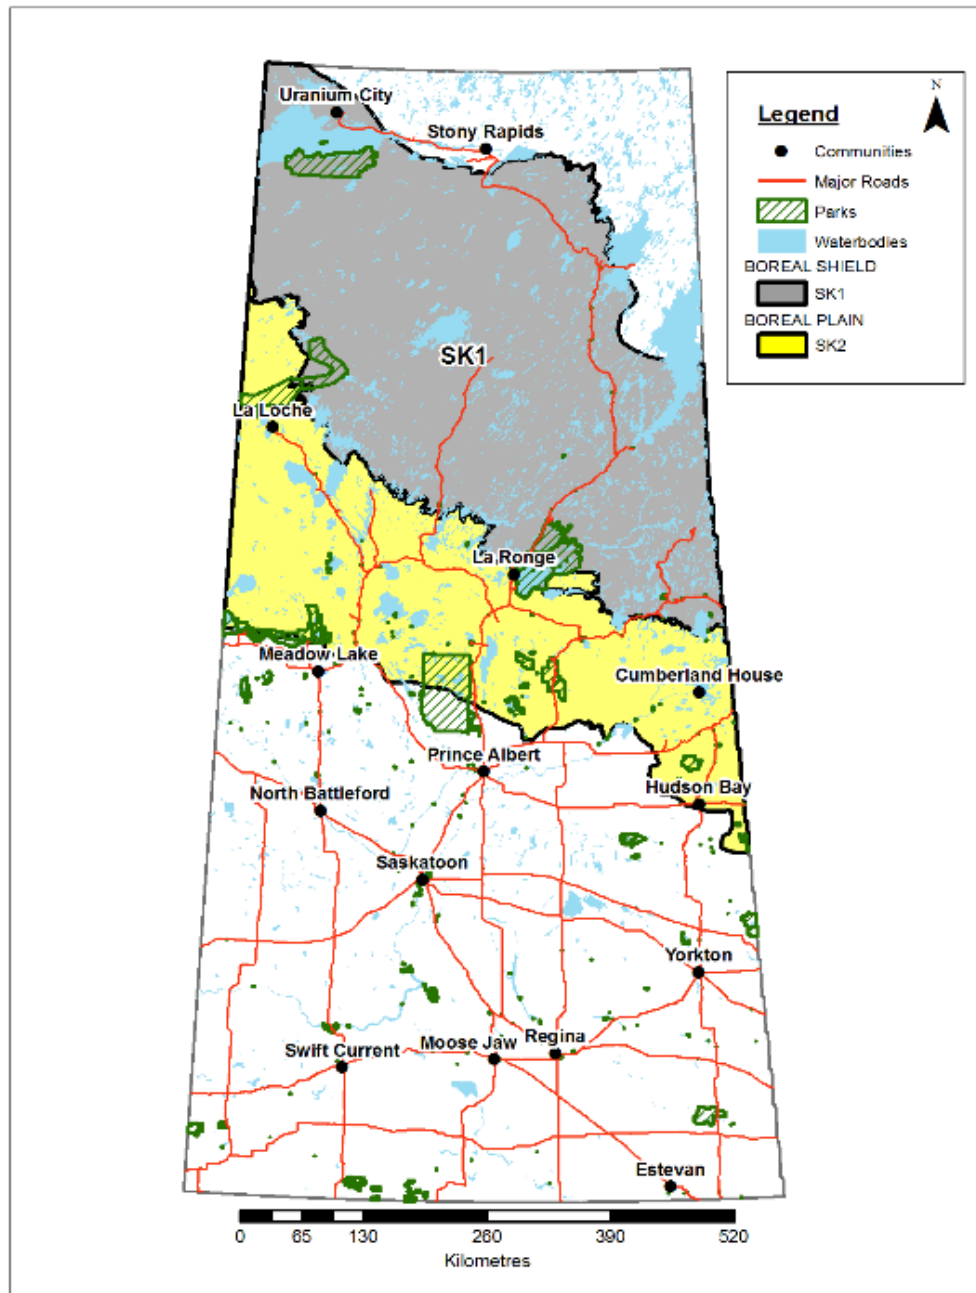 Uranium City
Stony Rapids
N
Legend
Communities
Major Roads
Parks
Waterbodies
BOREAL SHIELD
SK1
BOREAL PLAIN
SK2
SK1
La Loche
La Ronge
Meadow Lake
Cumberland House
Prince Albert
Hudson Bay
North Battleford
Saskatoon
Yorkton
Regina
Moose Jaw
Swift Current
Estevan
0 65 130 260 390 520
Kilometres